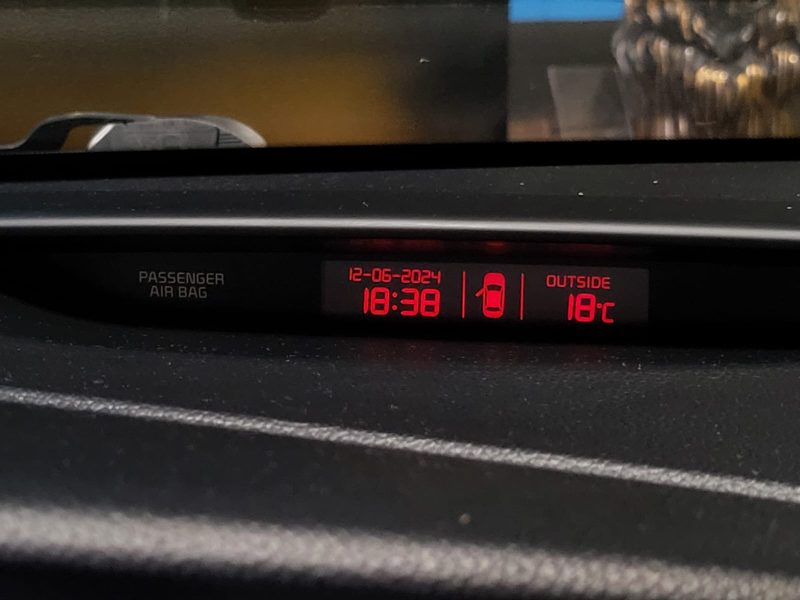 PASSENGER
AIR BAG
12-06-2024
18:38
OUTSIDE
18°C